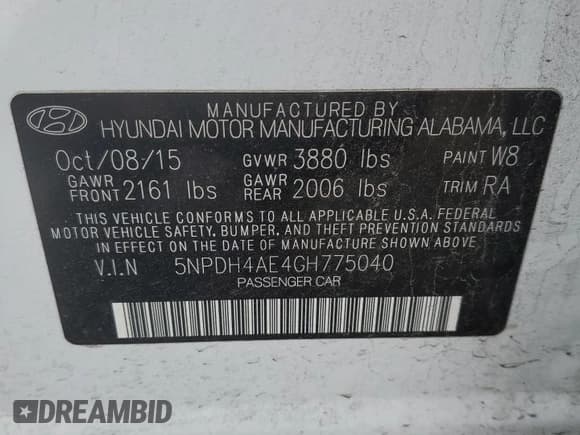 MANUFACTURED BY
HYUNDAI MOTOR MANUFACTURING ALABAMA, LLC
Oct/08/15 GVWR 3880 lbs PAINT W8
GAWR FRONT 2161 lbs GAWR REAR 2006 lbs TRIM RA
THIS VEHICLE CONFORMS TO ALL APPLICABLE U.S.A. FEDERAL
MOTOR VEHICLE SAFETY, BUMPER, AND THEFT PREVENTION STANDARDS
IN EFFECT ON THE DATE OF MANUFACTURE SHOWN ABOVE.
V.I.N 5NPDH4AE4GH775040
PASSENGER CAR
DREAMBID